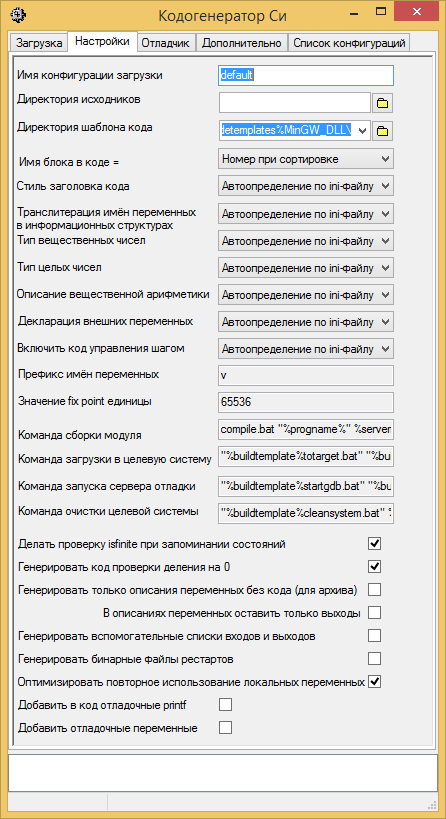 Кодогенератор Си
Загрузка Настройки Отладчик Дополнительно Список конфигураций
Имя конфигурации загрузки default
Директория исходников
Директория шаблона кода detemplates%MinGW_DLL\
Имя блока в коде = Номер при сортировке
Стиль заголовка кода Автоопределение по ini-файлу
Транслитерация имён переменных
в информационных структурах Автоопределение по ini-файлу
Тип вещественных чисел Автоопределение по ini-файлу
Тип целых чисел Автоопределение по ini-файлу
Описание вещественной арифметики Автоопределение по ini-файлу
Декларация внешних переменных Автоопределение по ini-файлу
Включить код управления шагом Автоопределение по ini-файлу
Префикс имён переменных v
Значение fix point единицы 65536
Команда сборки модуля compile.bat "%progname%" %server
Команда загрузки в целевую систему "%buildtemplate%totarget.bat" "%bu
Команда запуска сервера отладки "%buildtemplate%startgdb.bat" "%bu
Команда очистки целевой системы "%buildtemplate%cleansystem.bat"
Делать проверку isfinite при запоминании состояний
Генерировать код проверки деления на 0
Генерировать только описания переменных без кода (для архива)
В описаниях переменных оставить только выходы
Генерировать вспомогательные списки входов и выходов
Генерировать бинарные файлы рестартов
Оптимизировать повторное использование локальных переменных
Добавить в код отладочные printf
Добавить отладочные переменные